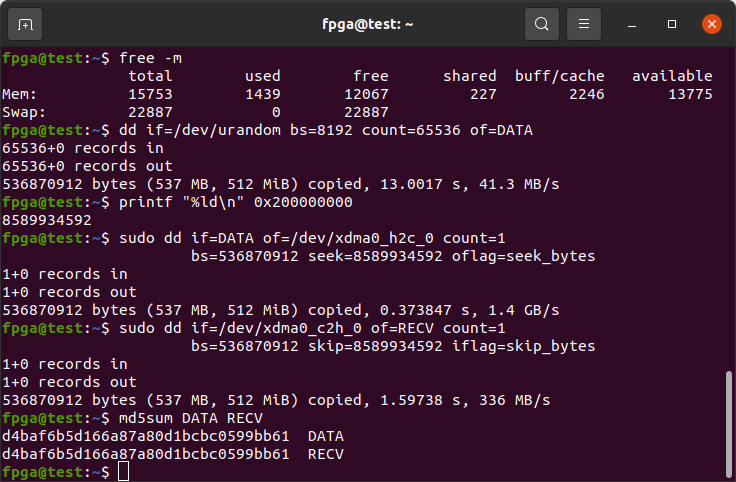 fpga@test: ~
fpga@test:~$ free -m
total used free shared buff/cache available
Mem: 15753 1439 12067 227 2246 13775
Swap: 22887 0 22887
fpga@test:~$ dd if=/dev/urandom bs=8192 count=65536 of=DATA
65536+0 records in
65536+0 records out
536870912 bytes (537 MB, 512 MiB) copied, 13.0017 s, 41.3 MB/s
fpga@test:~$ printf "%ld\n" 0x200000000
8589934592
fpga@test:~$ sudo dd if=DATA of=/dev/xdma0_h2c_0 count=1
bs=536870912 seek=8589934592 oflag=seek_bytes
1+0 records in
1+0 records out
536870912 bytes (537 MB, 512 MiB) copied, 0.373847 s, 1.4 GB/s
fpga@test:~$ sudo dd if=/dev/xdma0_c2h_0 of=RECV count=1
bs=536870912 skip=8589934592 iflag=skip_bytes
1+0 records in
1+0 records out
536870912 bytes (537 MB, 512 MiB) copied, 1.59738 s, 336 MB/s
fpga@test:~$ md5sum DATA RECV
d4baf6b5d166a87a80d1bcbc0599bb61 DATA
d4baf6b5d166a87a80d1bcbc0599bb61 RECV
fpga@test:~$